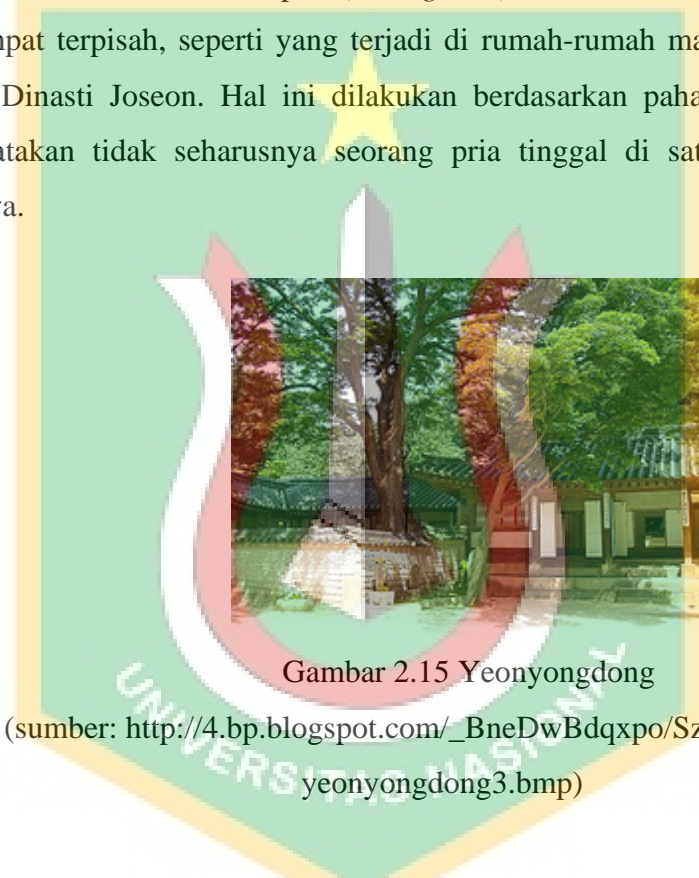 mpat terpisah, seperti yang terjadi di rumah-rumah ma
Dinasti Joseon. Hal ini dilakukan berdasarkan paha
atakan tidak seharusnya seorang pria tinggal di sat
ya.
Gambar 2.15 Yeonyongdong
(sumber: http://4.bp.blogspot.com/_BneDwBdqxpo/Sz
yeonyongdong3.bmp)
UNIVERSITAS NASIONAL